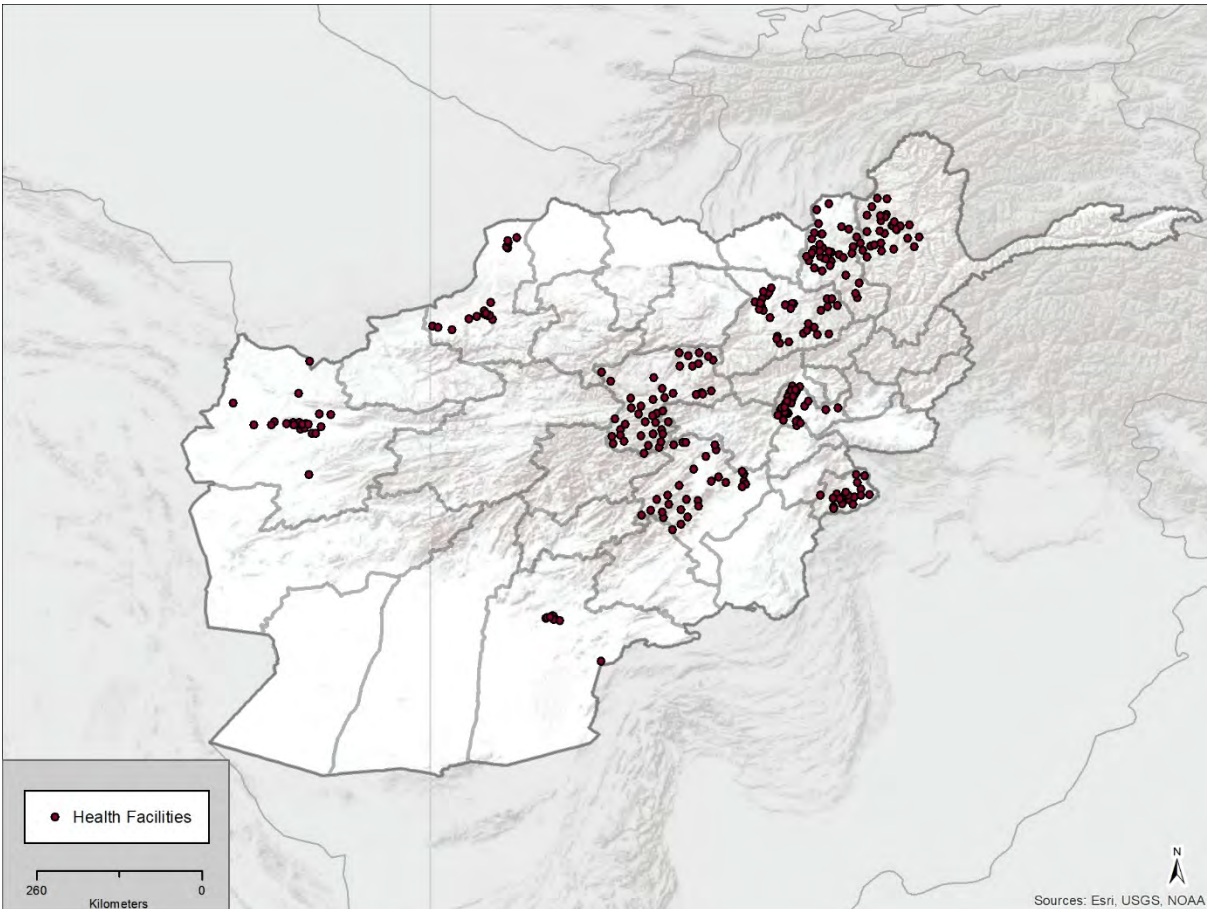 Health Facilities
260 0
Kilometers
N
Sources: Esri, USGS, NOAA